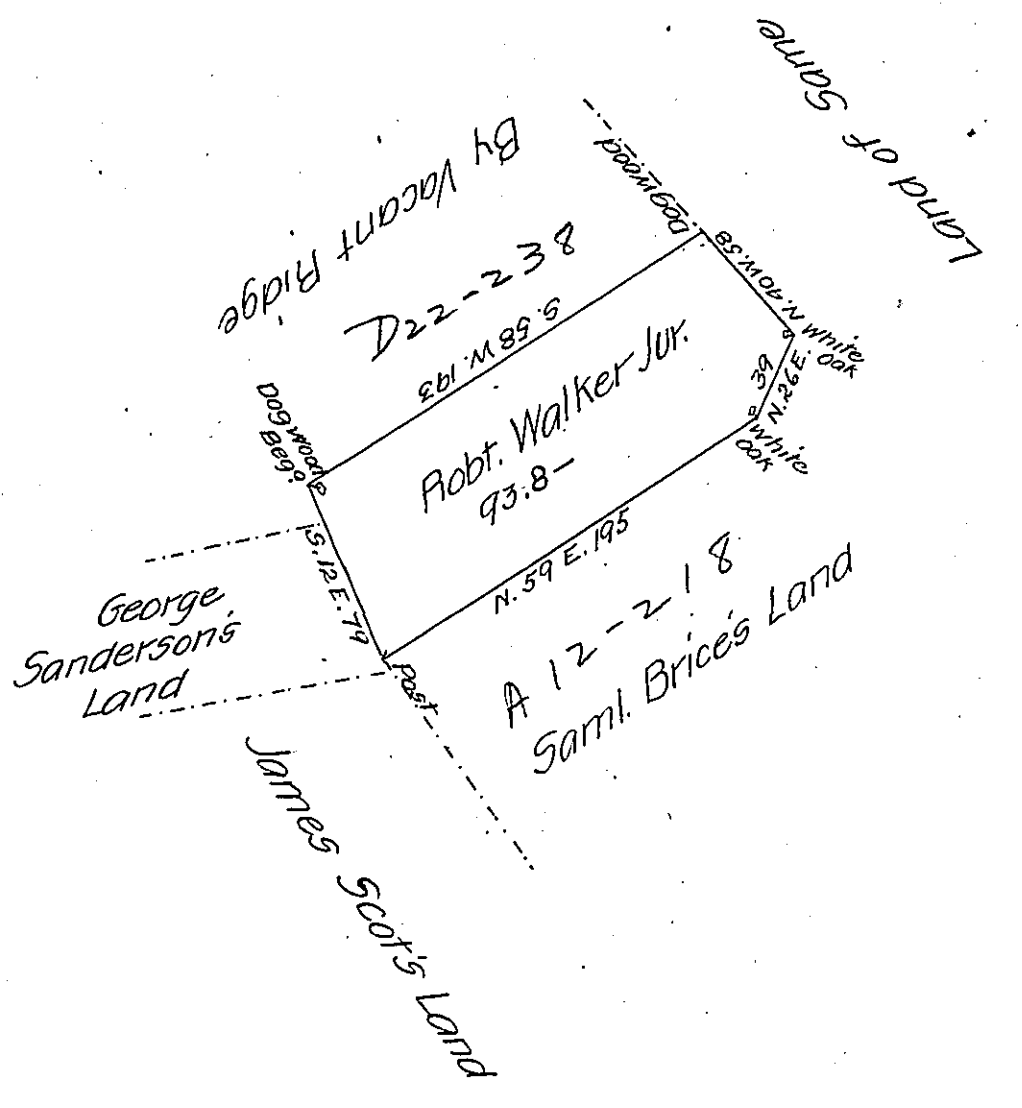 Land of Same
By Vacant Ridge
D22-238
Dogwood
N. 40 W. 58
S. 58 W. 193
White
oak
39
N. 26 E.
White
oak
Dogwood
Beg?
Robt. Walker Jur.
93.8-
S. 12 E. 79
N. 59 E. 195
George
Sanderson's
Land
Post
A 12-218
Saml. Brice's Land
James Scot's Land